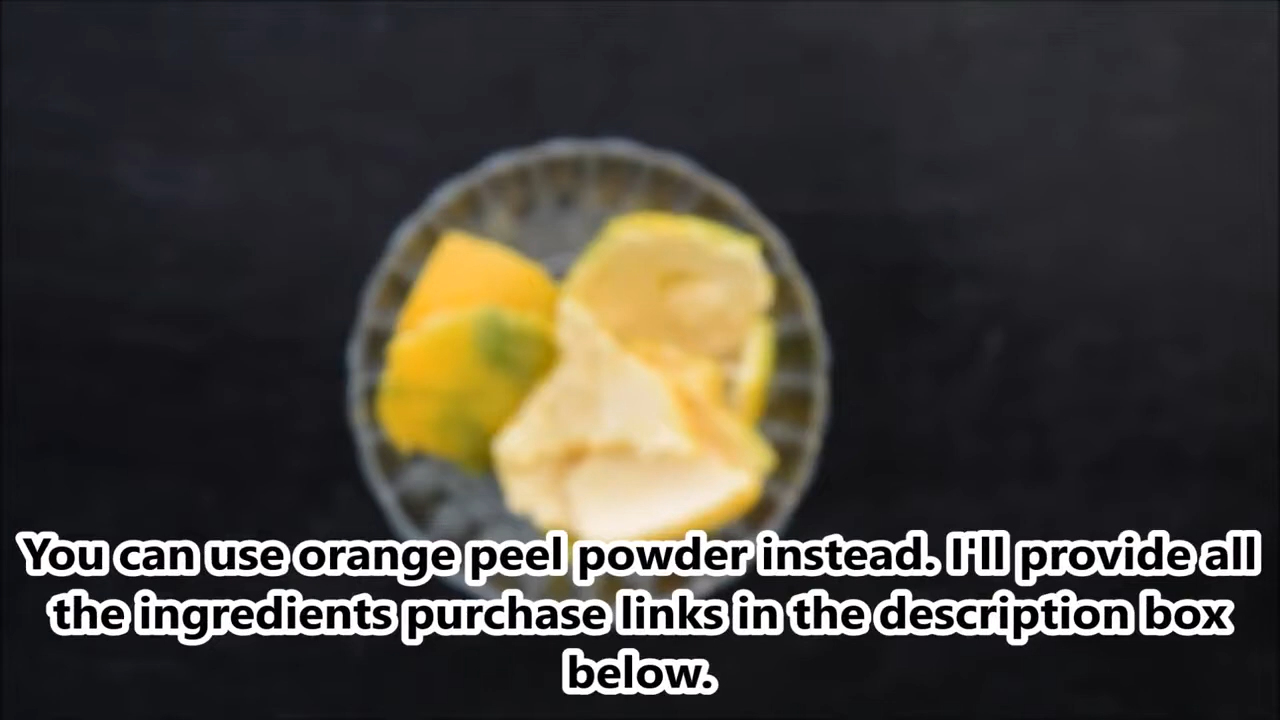 You can use orange peel powder instead. I'll provide all
the ingredients purchase links in the description box
below.